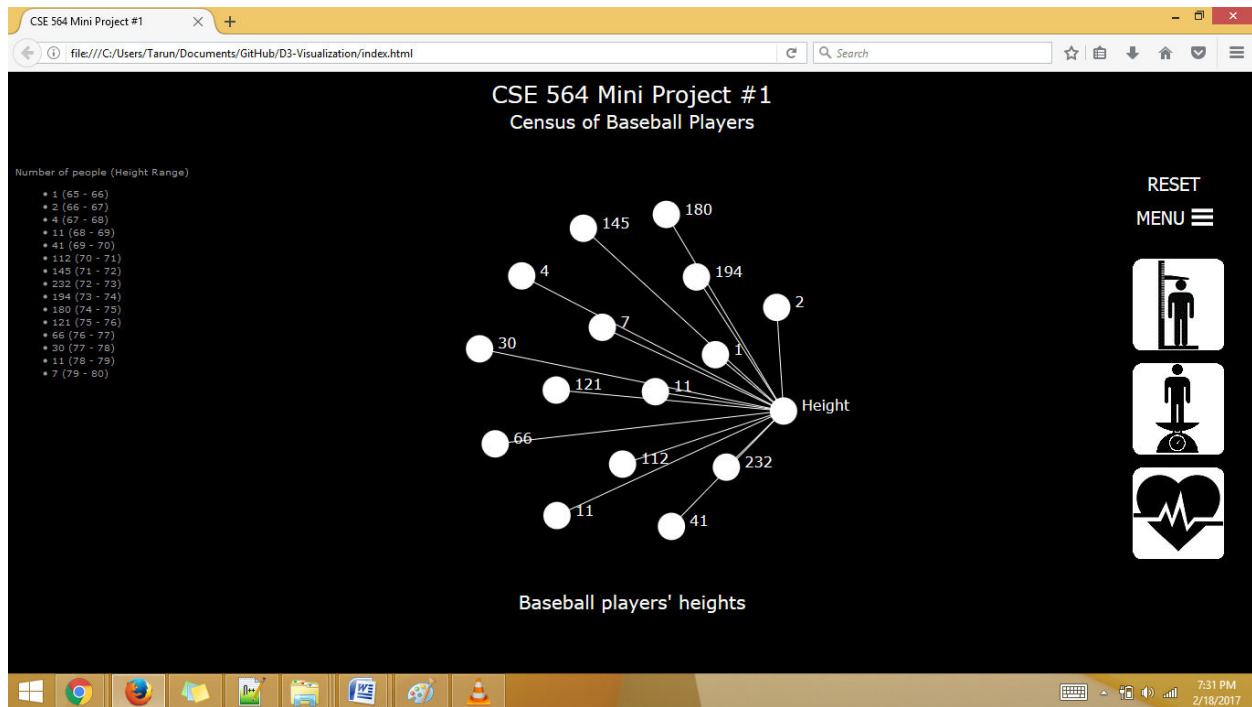 CSE 564 Mini Project #1
file:///C:/Users/Tarun/Documents/GitHub/D3-Visualization/index.html
Search
CSE 564 Mini Project #1
Census of Baseball Players
Number of people (Height Range)
• 1 (65 - 66)
• 2 (66 - 67)
• 4 (67 - 68)
• 11 (68 - 69)
• 41 (69 - 70)
• 112 (70 - 71)
• 145 (71 - 72)
• 232 (72 - 73)
• 194 (73 - 74)
• 180 (74 - 75)
• 121 (75 - 76)
• 66 (76 - 77)
• 30 (77 - 78)
• 11 (78 - 79)
• 7 (79 - 80)
RESET
MENU
180
145
4
194
2
7
30
1
121
11
Height
66
112
232
11
41
Baseball players' heights
7:31 PM
2/18/2017